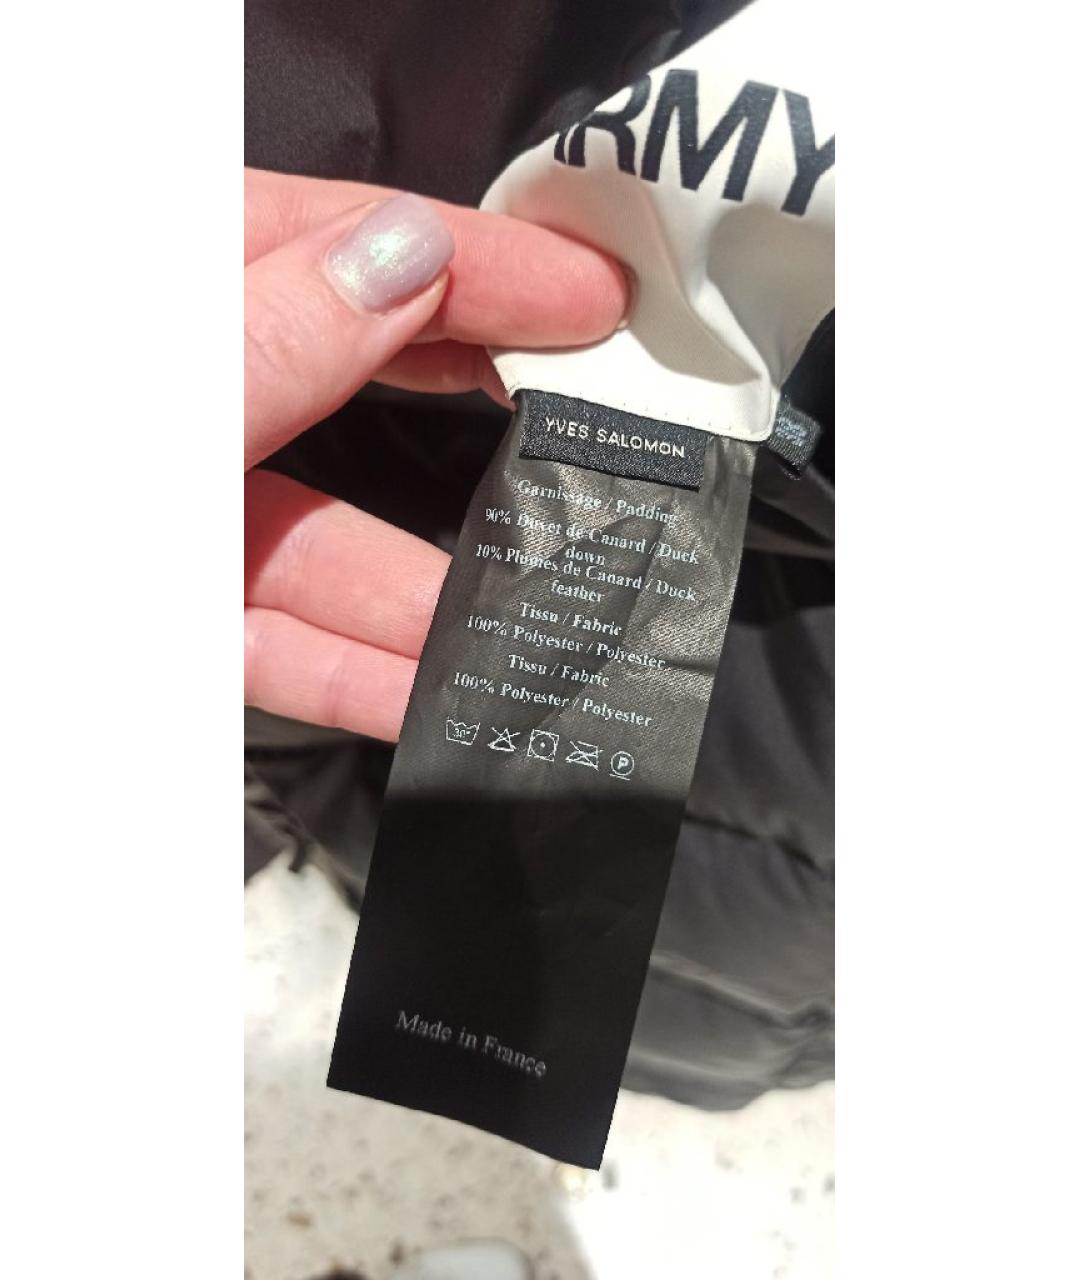 ARMY
YVES SALOMON
Garnissage / Padding
90% Duvet de Canard / Duck
down
10% Plumes de Canard / Duck
feather
Tissu / Fabric
100% Polyester / Polyester
Tissu / Fabric
100% Polyester / Polyester
30°
P
Made in France